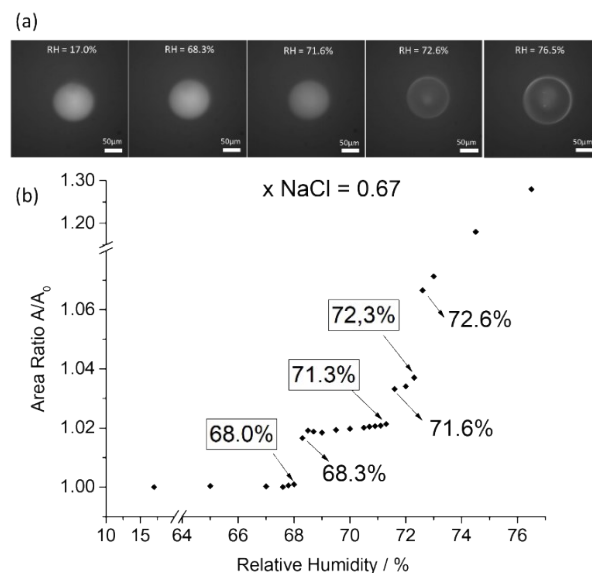 (a)
RH = 17.0% RH = 68.3% RH = 71.6% RH = 72.6% RH = 76.5%
50µm 50µm 50µm 50µm 50µm
(b)
x NaCl = 0.67
1.30
1.20
1.06
1.04
1.02
1.00
Area Ratio A/A0
72.6%
72,3%
71.3%
71.6%
68.0%
68.3%
10 15 64 66 68 70 72 74 76
Relative Humidity / %